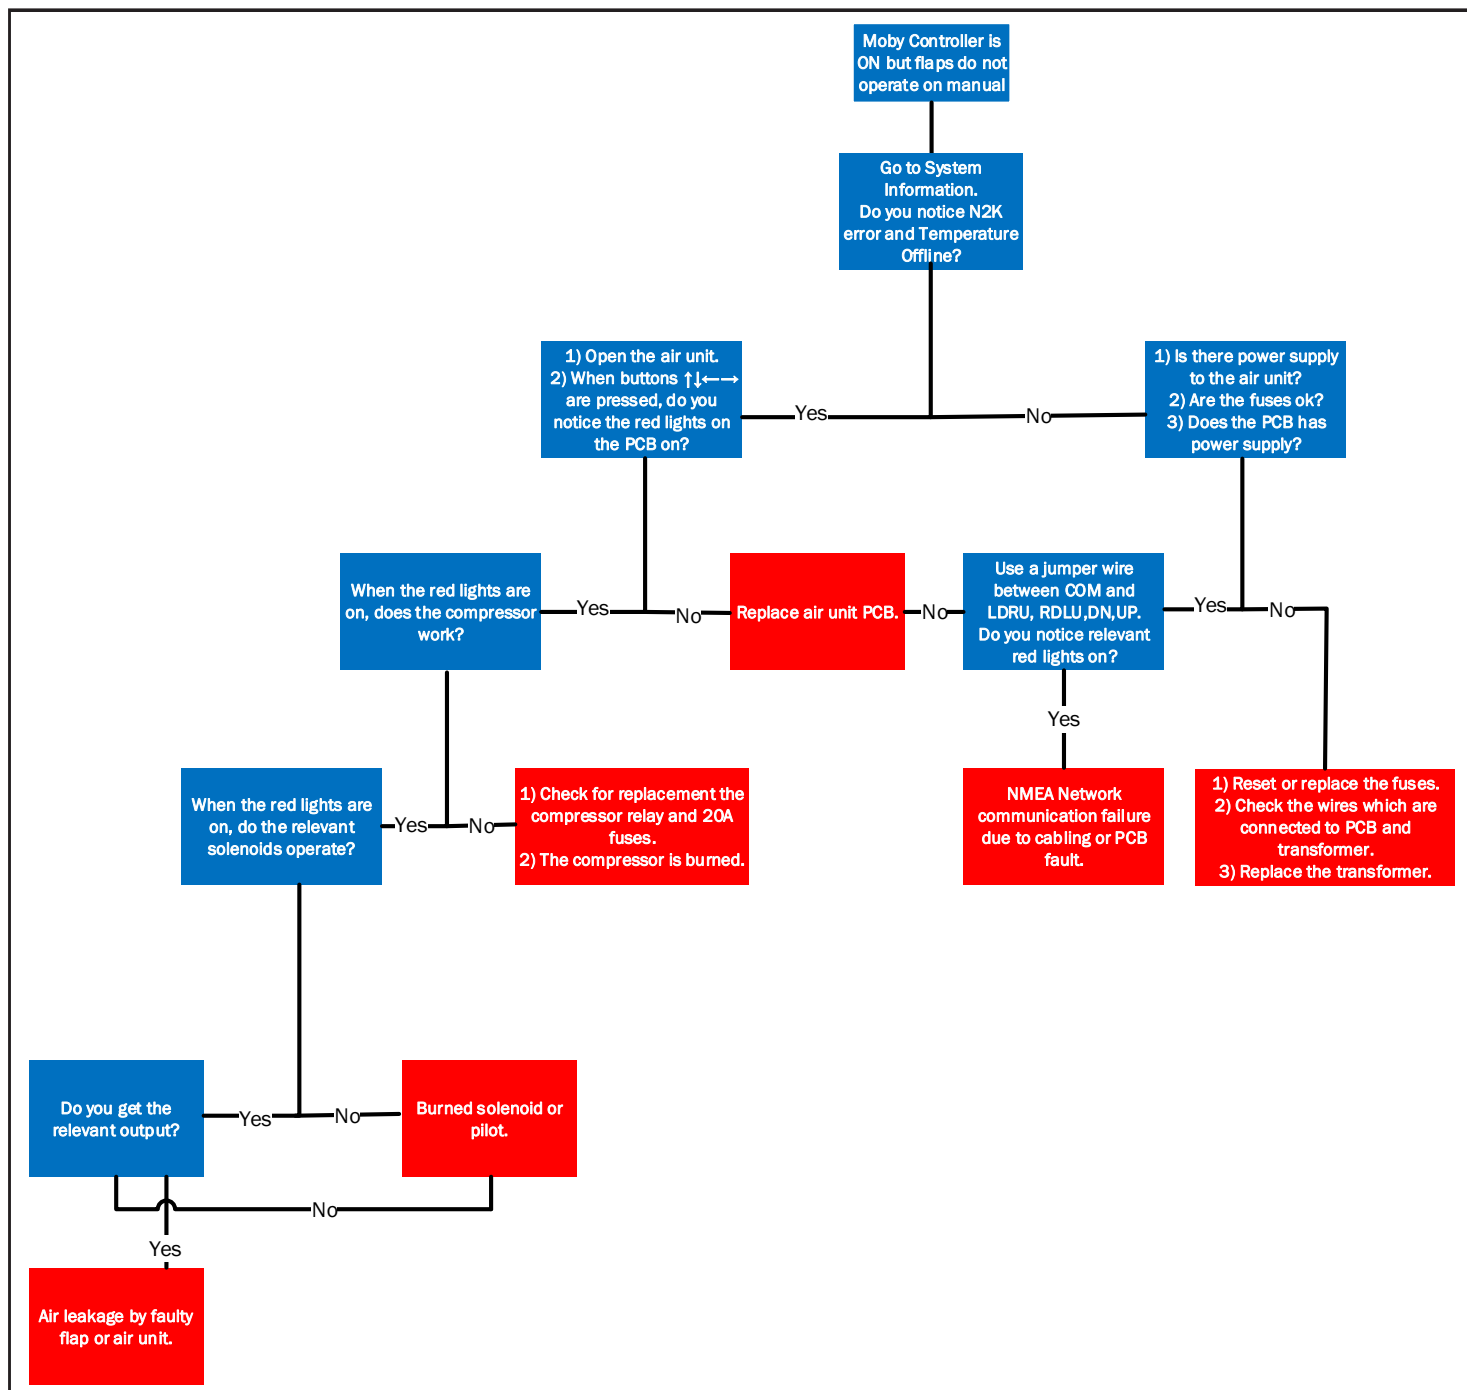 Moby Controller is
ON but flaps do not
operate on manual
Go to System
Information.
Do you notice N2K
error and Temperature
Offline?
1) Open the air unit.
2) When buttons ↑↓←→
are pressed, do you
notice the red lights on
the PCB on?
Yes
No
1) Is there power supply
to the air unit?
2) Are the fuses ok?
3) Does the PCB has
power supply?
When the red lights are
on, does the compressor
work?
Yes
No
Replace air unit PCB.
No
Use a jumper wire
between COM and
LDRU, RDLU,DN,UP.
Do you notice relevant
red lights on?
Yes
No
Yes
When the red lights are
on, do the relevant
solenoids operate?
Yes
No
1) Check for replacement the
compressor relay and 20A
fuses.
2) The compressor is burned.
NMEA Network
communication failure
due to cabling or PCB
fault.
1) Reset or replace the fuses.
2) Check the wires which are
connected to PCB and
transformer.
3) Replace the transformer.
Do you get the
relevant output?
Yes
No
Burned solenoid or
pilot.
No
Yes
Air leakage by faulty
flap or air unit.